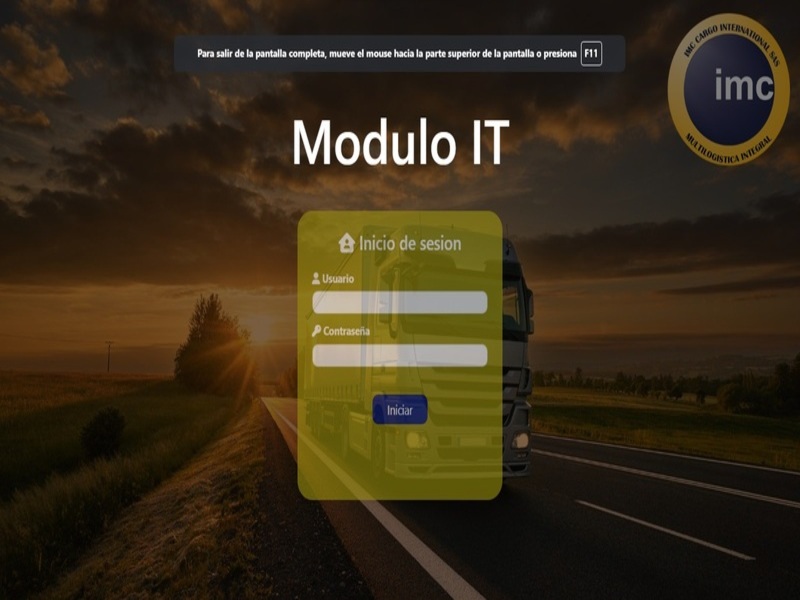 Para salir de la pantalla completa, mueve el mouse hacia la parte superior de la pantalla o presiona F11
IMC CARGO INTERNATIONAL SAS
imc
MULTILOGISTICA INTEGRAL
Modulo IT
Inicio de sesion
Usuario
Contraseña
Iniciar